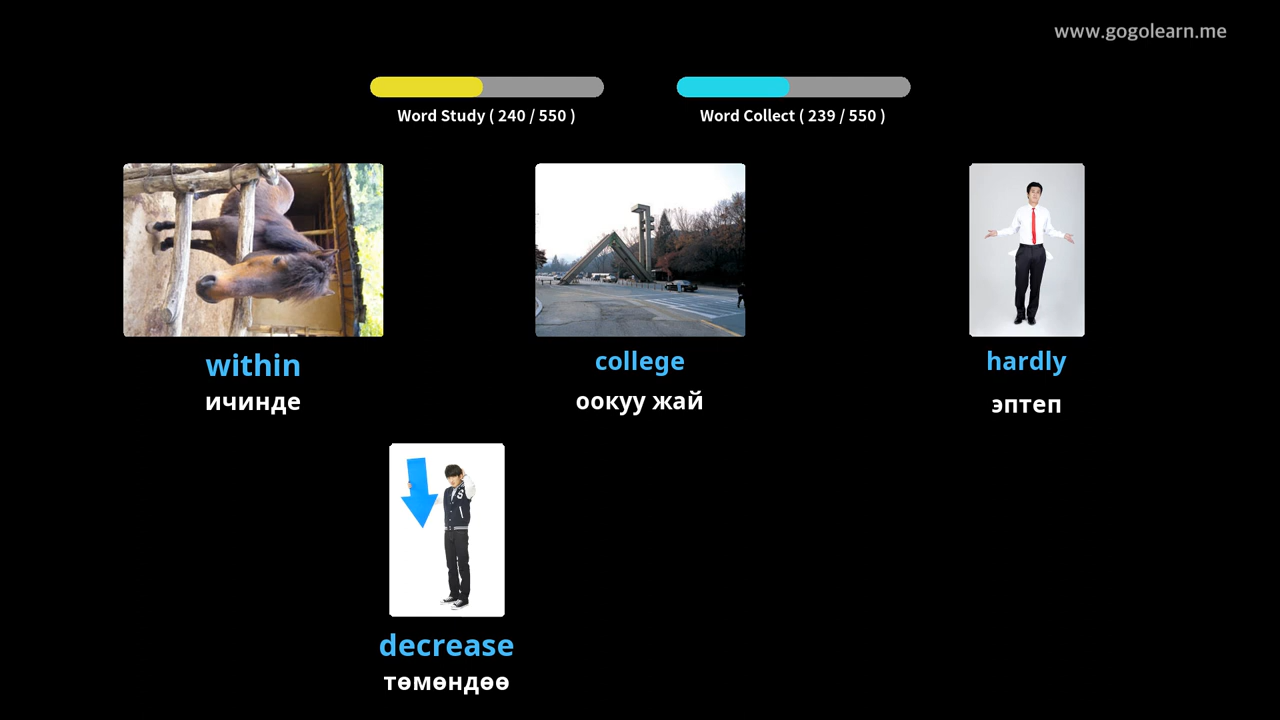 www.gogolearn.me
Word Study ( 240 / 550 )
Word Collect ( 239 / 550 )
within
ичинде
college
оокуу жай
hardly
эптеп
decrease
төмөндөө